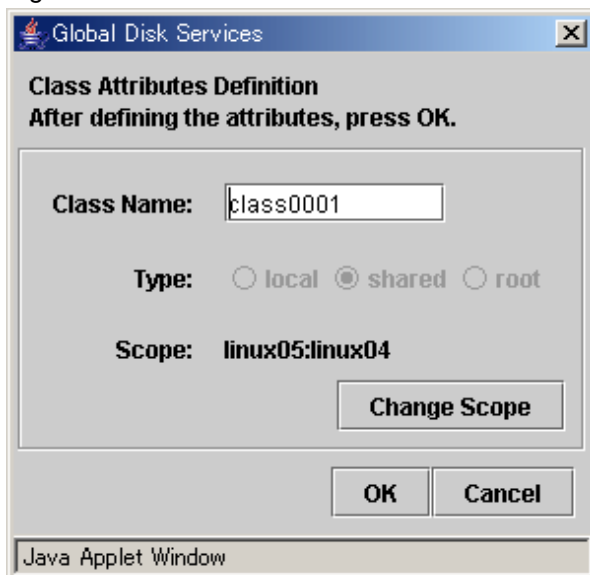 Global Disk Services
Class Attributes Definition
After defining the attributes, press OK.
Class Name: class0001
Type: local shared root
Scope: linux05:linux04
Change Scope
OK Cancel
Java Applet Window